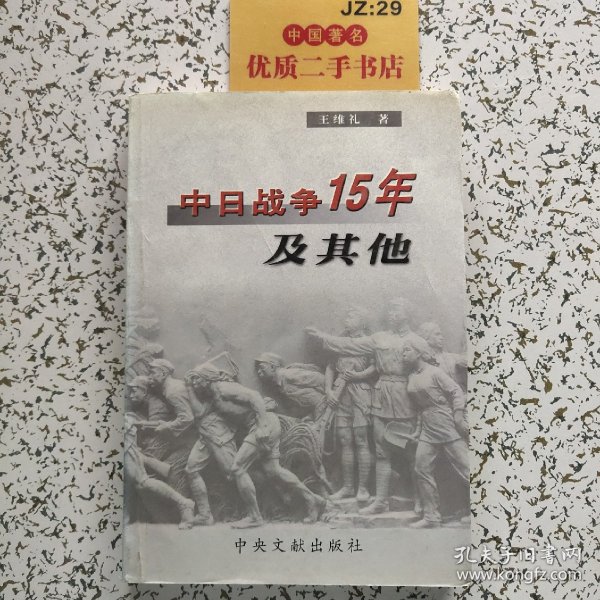 JZ:29
中国著名
优质二手书店
王维礼 著
中日战争15年
及其他
中央文献出版社
孔夫子旧书网
www.kongfz.com